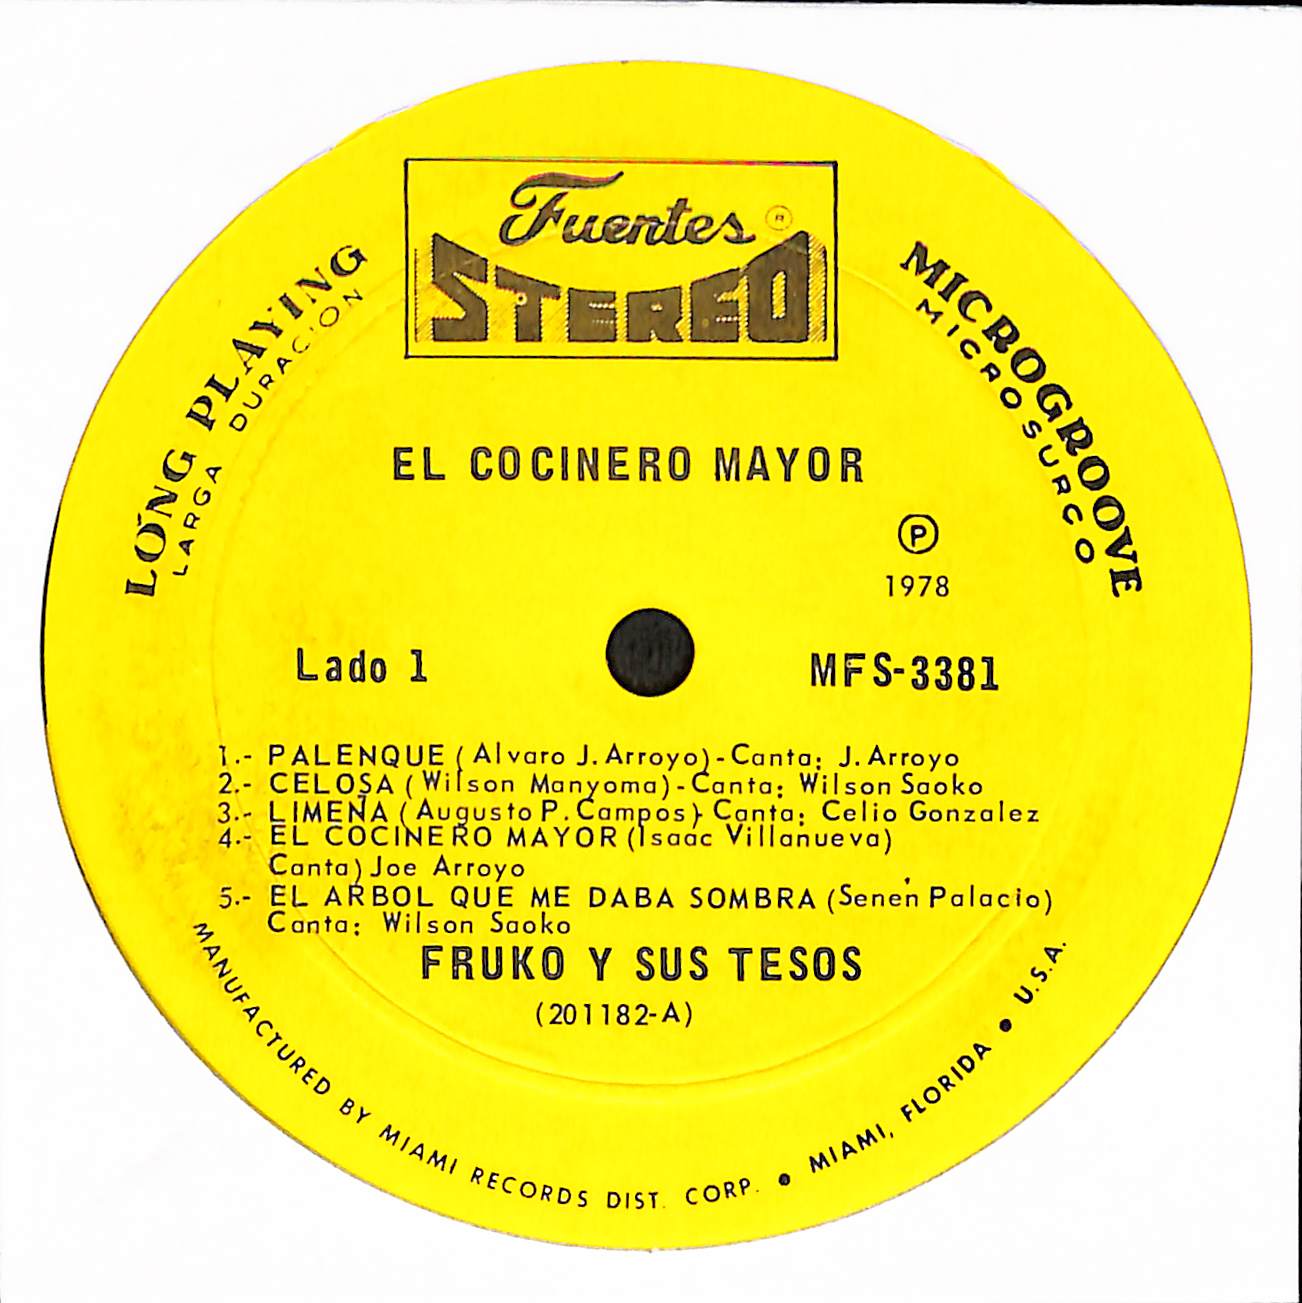 Fuentes ®
STEREO
LONG PLAYING
LARGA DURACION
MICROGROOVE
MICROSURCO
EL COCINERO MAYOR
Ⓟ
1978
Lado 1
MFS-3381
1.- PALENQUE (Alvaro J. Arroyo)-Canta: J. Arroyo
2.- CELOSA (Wilson Manyoma)-Canta: Wilson Saoko
3.- LIMEÑA (Augusto P. Campos)- Canta: Celio Gonzalez
4.- EL COCINERO MAYOR (Isaac Villanueva)
Canta) Joe Arroyo
5.- EL ARBOL QUE ME DABA SOMBRA (Senén Palacio)
Canta: Wilson Saoko
FRUKO Y SUS TESOS
(201182-A)
MANUFACTURED BY MIAMI RECORDS DIST. CORP. • MIAMI, FLORIDA • U.S.A.